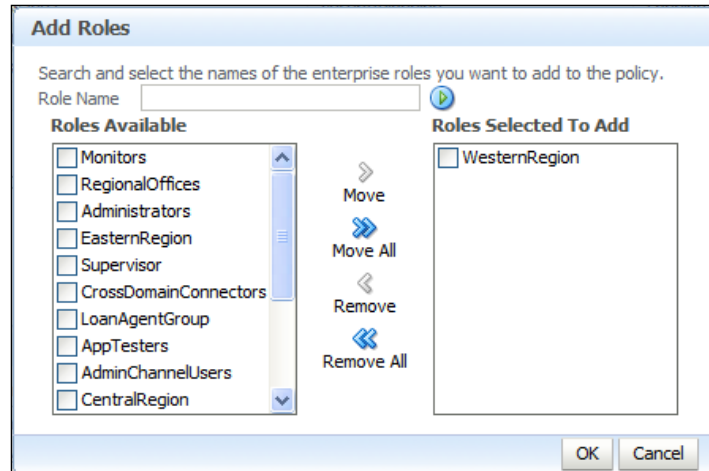 Add Roles
Search and select the names of the enterprise roles you want to add to the policy.
Role Name
Roles Available
Monitors
RegionalOffices
Administrators
EasternRegion
Supervisor
CrossDomainConnectors
LoanAgentGroup
AppTesters
AdminChannelUsers
CentralRegion
Move
Move All
Remove
Remove All
Roles Selected To Add
WesternRegion
OK
Cancel